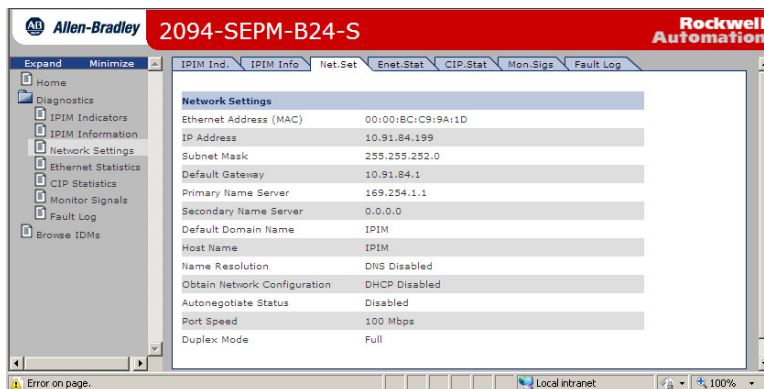 AB Allen-Bradley
2094-SEPM-B24-S
Rockwell
Automation
Expand Minimize
Home
Diagnostics
IPIM Indicators
IPIM Information
Network Settings
Ethernet Statistics
CIP Statistics
Monitor Signals
Fault Log
Browse IDMs
IPIM Ind. IPIM Info Net.Set Enet.Stat CIP.Stat Mon.Sigs Fault Log
Network Settings
Ethernet Address (MAC) 00:00:BC:C9:9A:1D
IP Address 10.91.84.199
Subnet Mask 255.255.252.0
Default Gateway 10.91.84.1
Primary Name Server 169.254.1.1
Secondary Name Server 0.0.0.0
Default Domain Name IPIM
Host Name IPIM
Name Resolution DNS Disabled
Obtain Network Configuration DHCP Disabled
Autonegotiate Status Disabled
Port Speed 100 Mbps
Duplex Mode Full
Error on page. Local intranet 100%